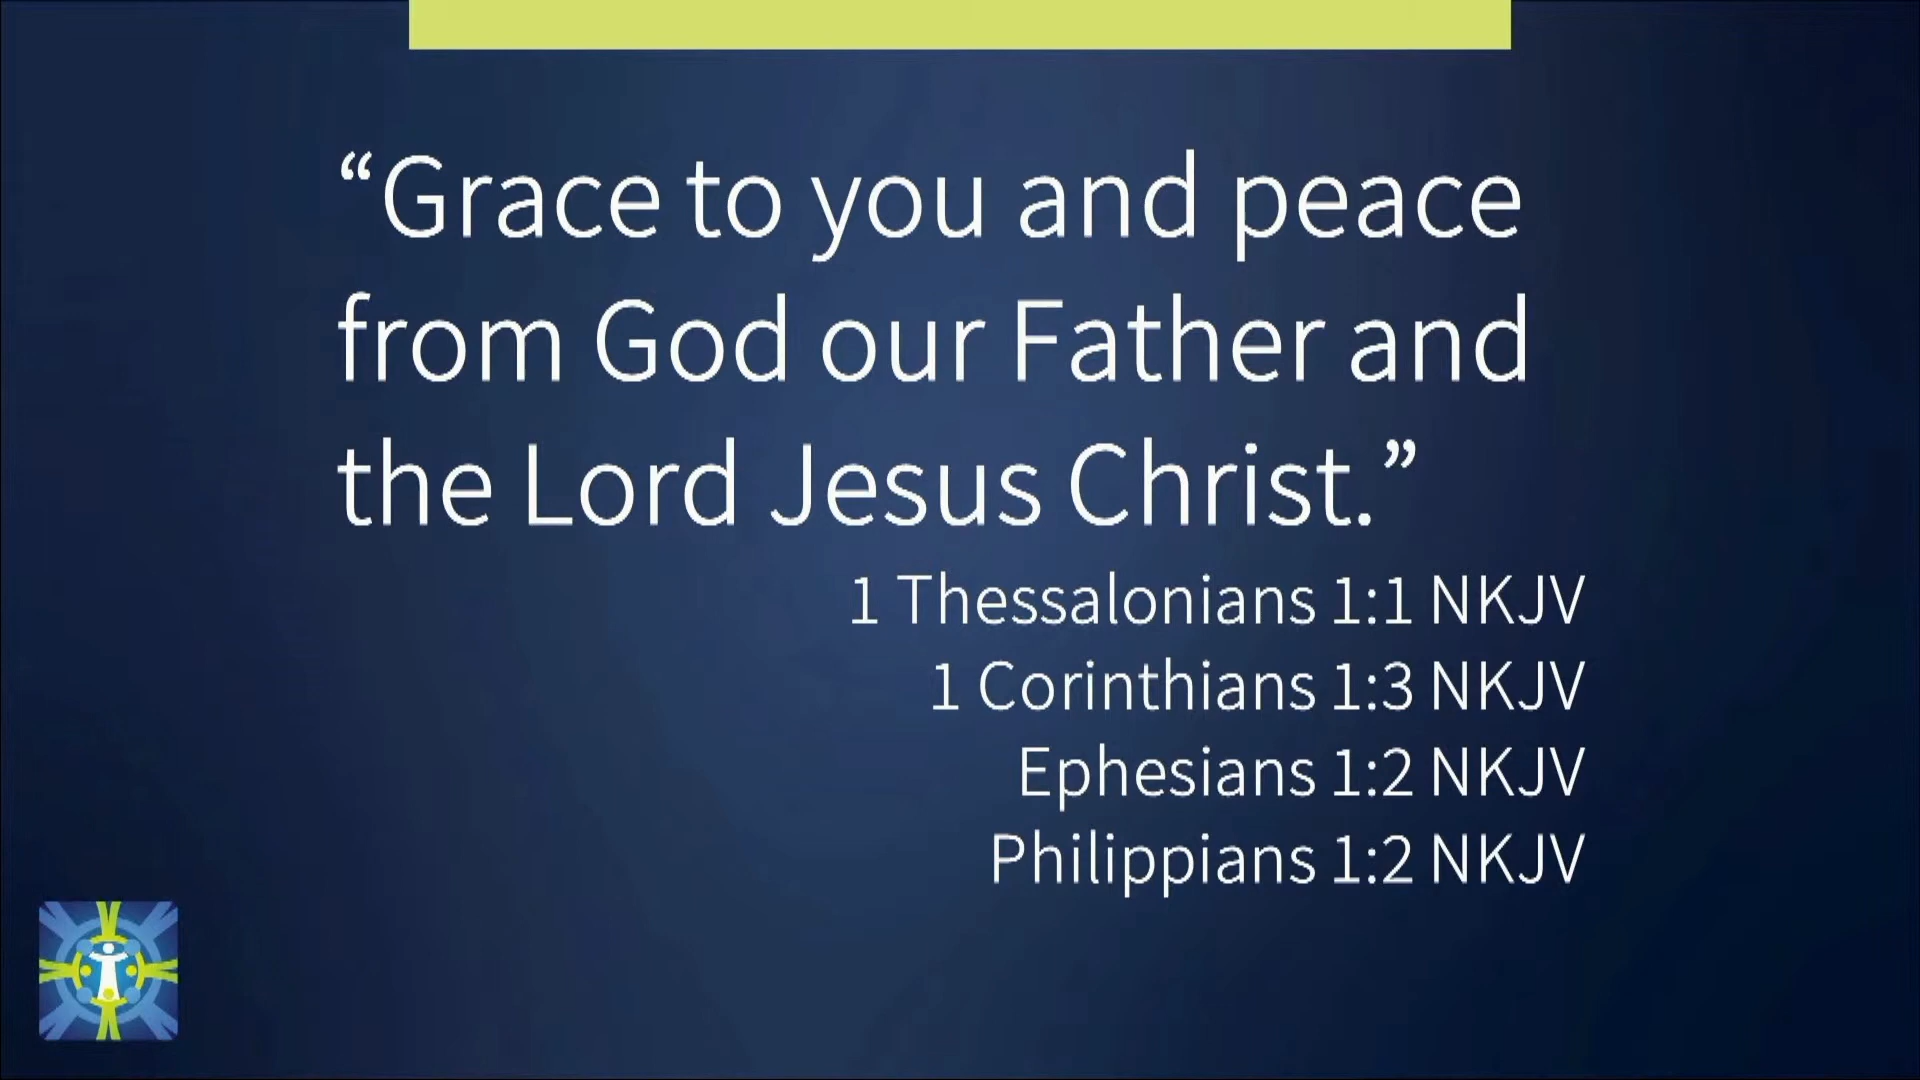 “Grace to you and peace
from God our Father and
the Lord Jesus Christ.”
1 Thessalonians 1:1 NKJV
1 Corinthians 1:3 NKJV
Ephesians 1:2 NKJV
Philippians 1:2 NKJV